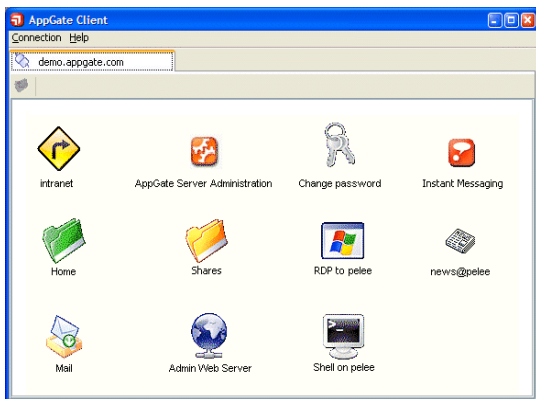 AppGate Client
Connection Help
demo.appgate.com
intranet
AppGate Server Administration
Change password
Instant Messaging
Home
Shares
RDP to pelee
news@pelee
Mail
Admin Web Server
Shell on pelee